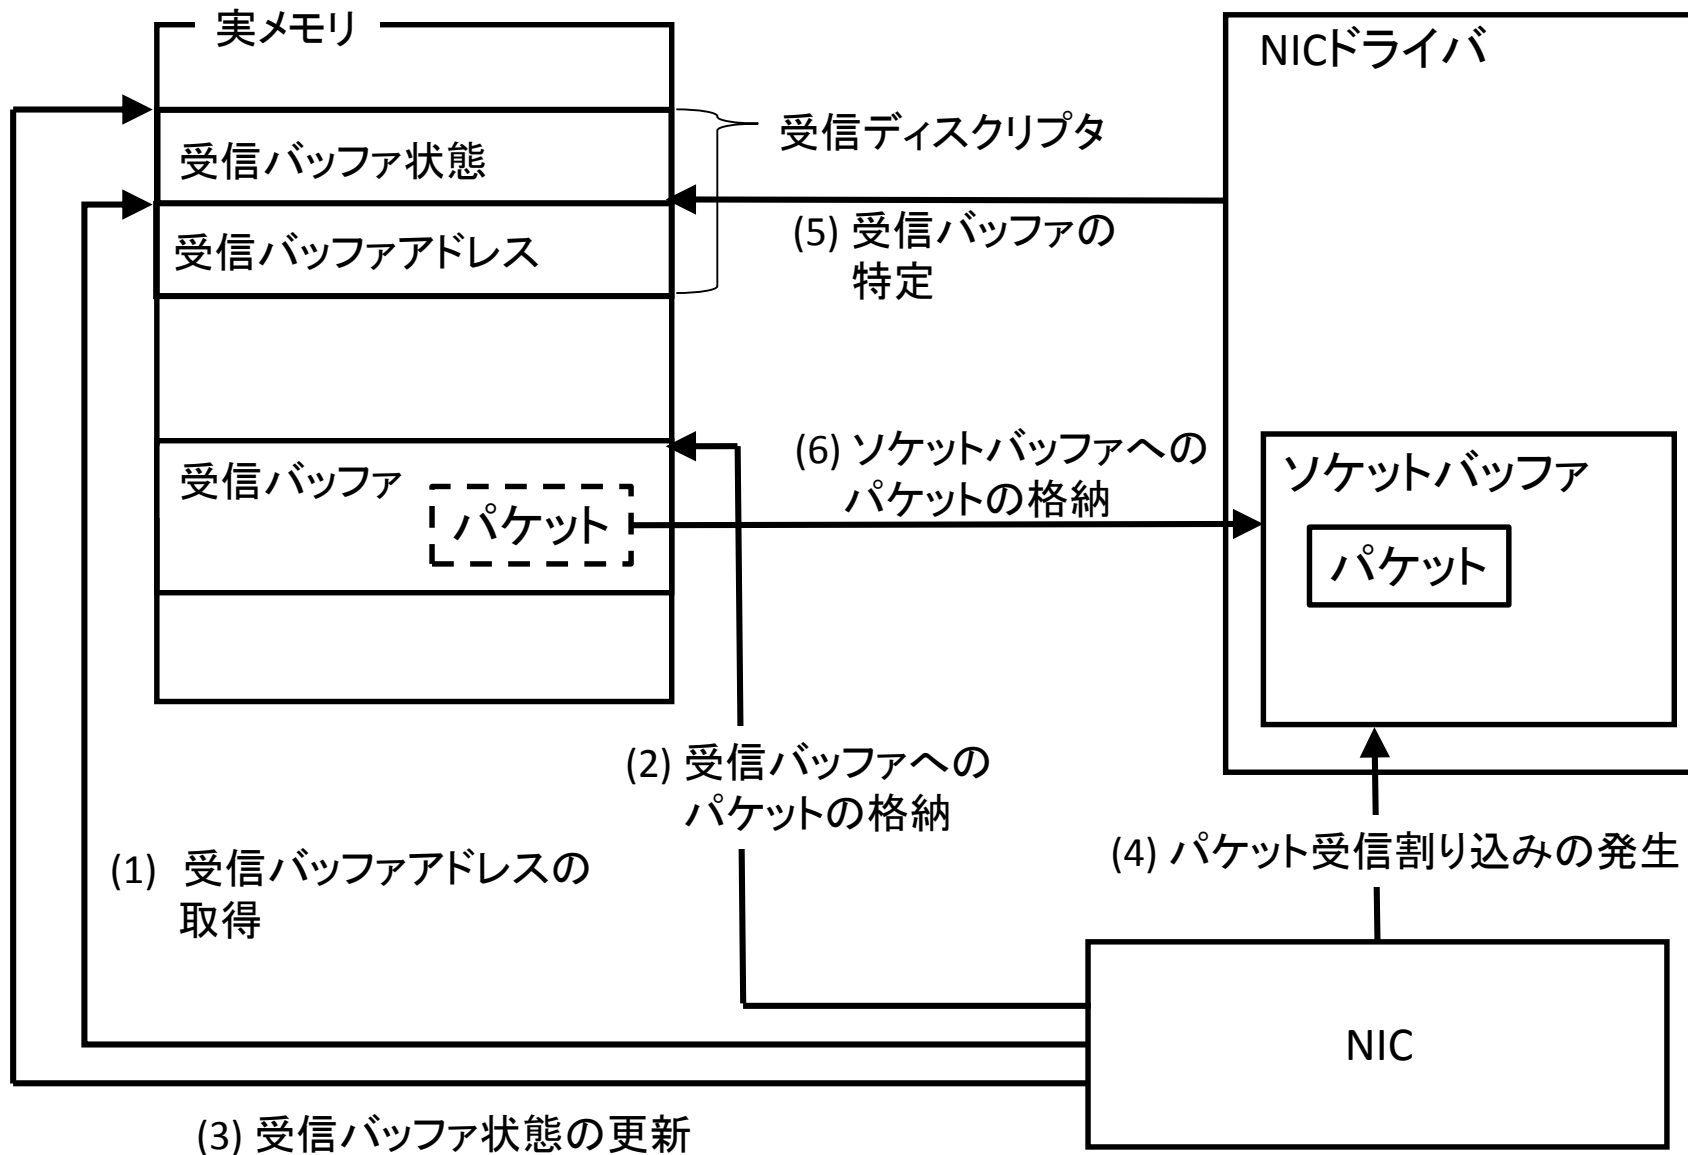 実メモリ
NICドライバ
受信ディスクリプタ
受信バッファ状態
受信バッファアドレス
(5) 受信バッファの
特定
(6) ソケットバッファへの
パケットの格納
受信バッファ
パケット
ソケットバッファ
パケット
(2) 受信バッファへの
パケットの格納
(1) 受信バッファアドレスの
取得
(4) パケット受信割り込みの発生
NIC
(3) 受信バッファ状態の更新